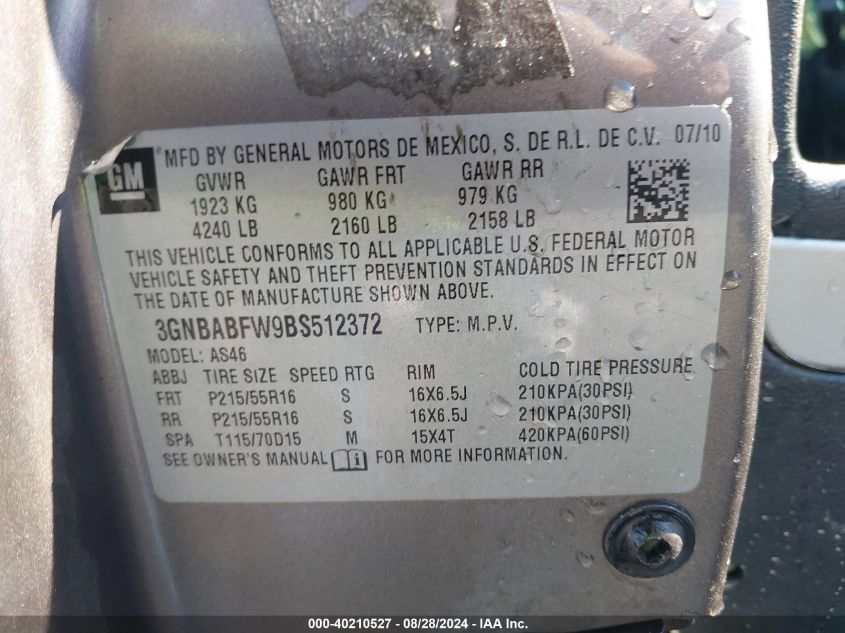 GM
MFD BY GENERAL MOTORS DE MEXICO, S. DE R.L. DE C.V. 07/10
GVWR GAWR FRT GAWR RR
1923 KG 980 KG 979 KG
4240 LB 2160 LB 2158 LB
THIS VEHICLE CONFORMS TO ALL APPLICABLE U.S. FEDERAL MOTOR
VEHICLE SAFETY AND THEFT PREVENTION STANDARDS IN EFFECT ON
THE DATE OF MANUFACTURE SHOWN ABOVE.
3GNBABFW9BS512372 TYPE: M.P.V.
MODEL: AS46
ABBJ TIRE SIZE SPEED RTG RIM COLD TIRE PRESSURE
FRT P215/55R16 S 16X6.5J 210KPA(30PSI)
RR P215/55R16 S 16X6.5J 210KPA(30PSI)
SPA T115/70D15 M 15X4T 420KPA(60PSI)
SEE OWNER'S MANUAL FOR MORE INFORMATION.
000-40210527 - 08/28/2024 - IAA Inc.